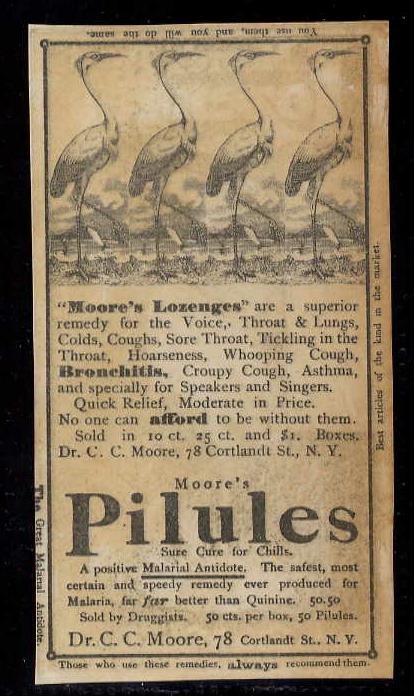 You use them, and you will do the same.
"Moore's Lozenges" are a superior
remedy for the Voice, Throat & Lungs,
Colds, Coughs, Sore Throat, Tickling in the
Throat, Hoarseness, Whooping Cough,
Bronchitis, Croupy Cough, Asthma,
and specially for Speakers and Singers.
Quick Relief, Moderate in Price.
No one can afford to be without them.
Sold in 10 ct. 25 ct. and $1. Boxes.
Dr. C. C. Moore, 78 Cortlandt St., N. Y.
Best articles of the kind in the market.
Moore's
Pilules
Sure Cure for Chills.
A positive Malarial Antidote. The safest, most
certain and speedy remedy ever produced for
Malaria, far far better than Quinine. 50.50
Sold by Druggists. 50 cts. per box, 50 Pilules.
Dr. C. C. Moore, 78 Cortlandt St., N. Y.
The Great Malarial Antidote.
Those who use these remedies, always recommend them.